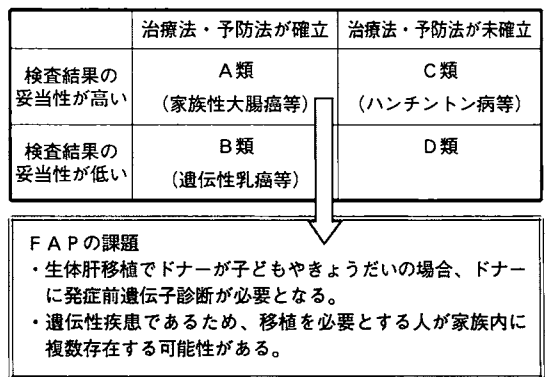 治療法・予防法が確立 治療法・予防が未確立
検査結果の
妥当性が高い
A類
（家族性大腸癌等）
C類
（ハンチントン病等）
検査結果の
妥当性が低い
B類
（遺伝性乳癌等）
D類
FAPの課題
・生体肝移植でドナーが子どもやきょうだいの場合、ドナー
に発症前遺伝子診断が必要となる。
・遺伝性疾患であるため、移植を必要とする人が家族内に
複数存在する可能性がある。